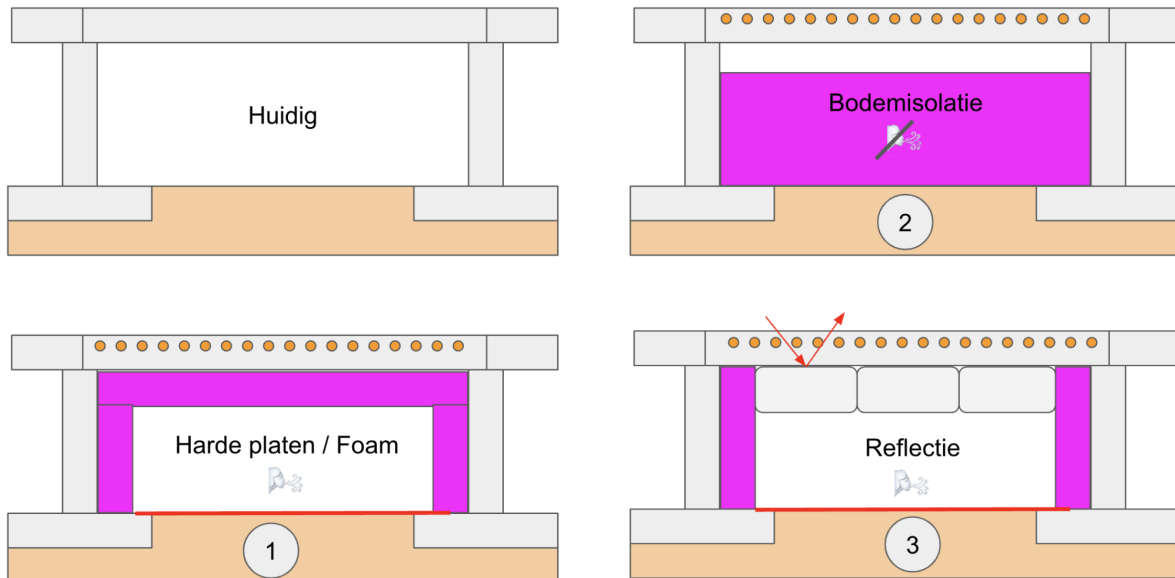 Huidig
Bodemisolatie
2
Harde platen / Foam
1
Reflectie
3